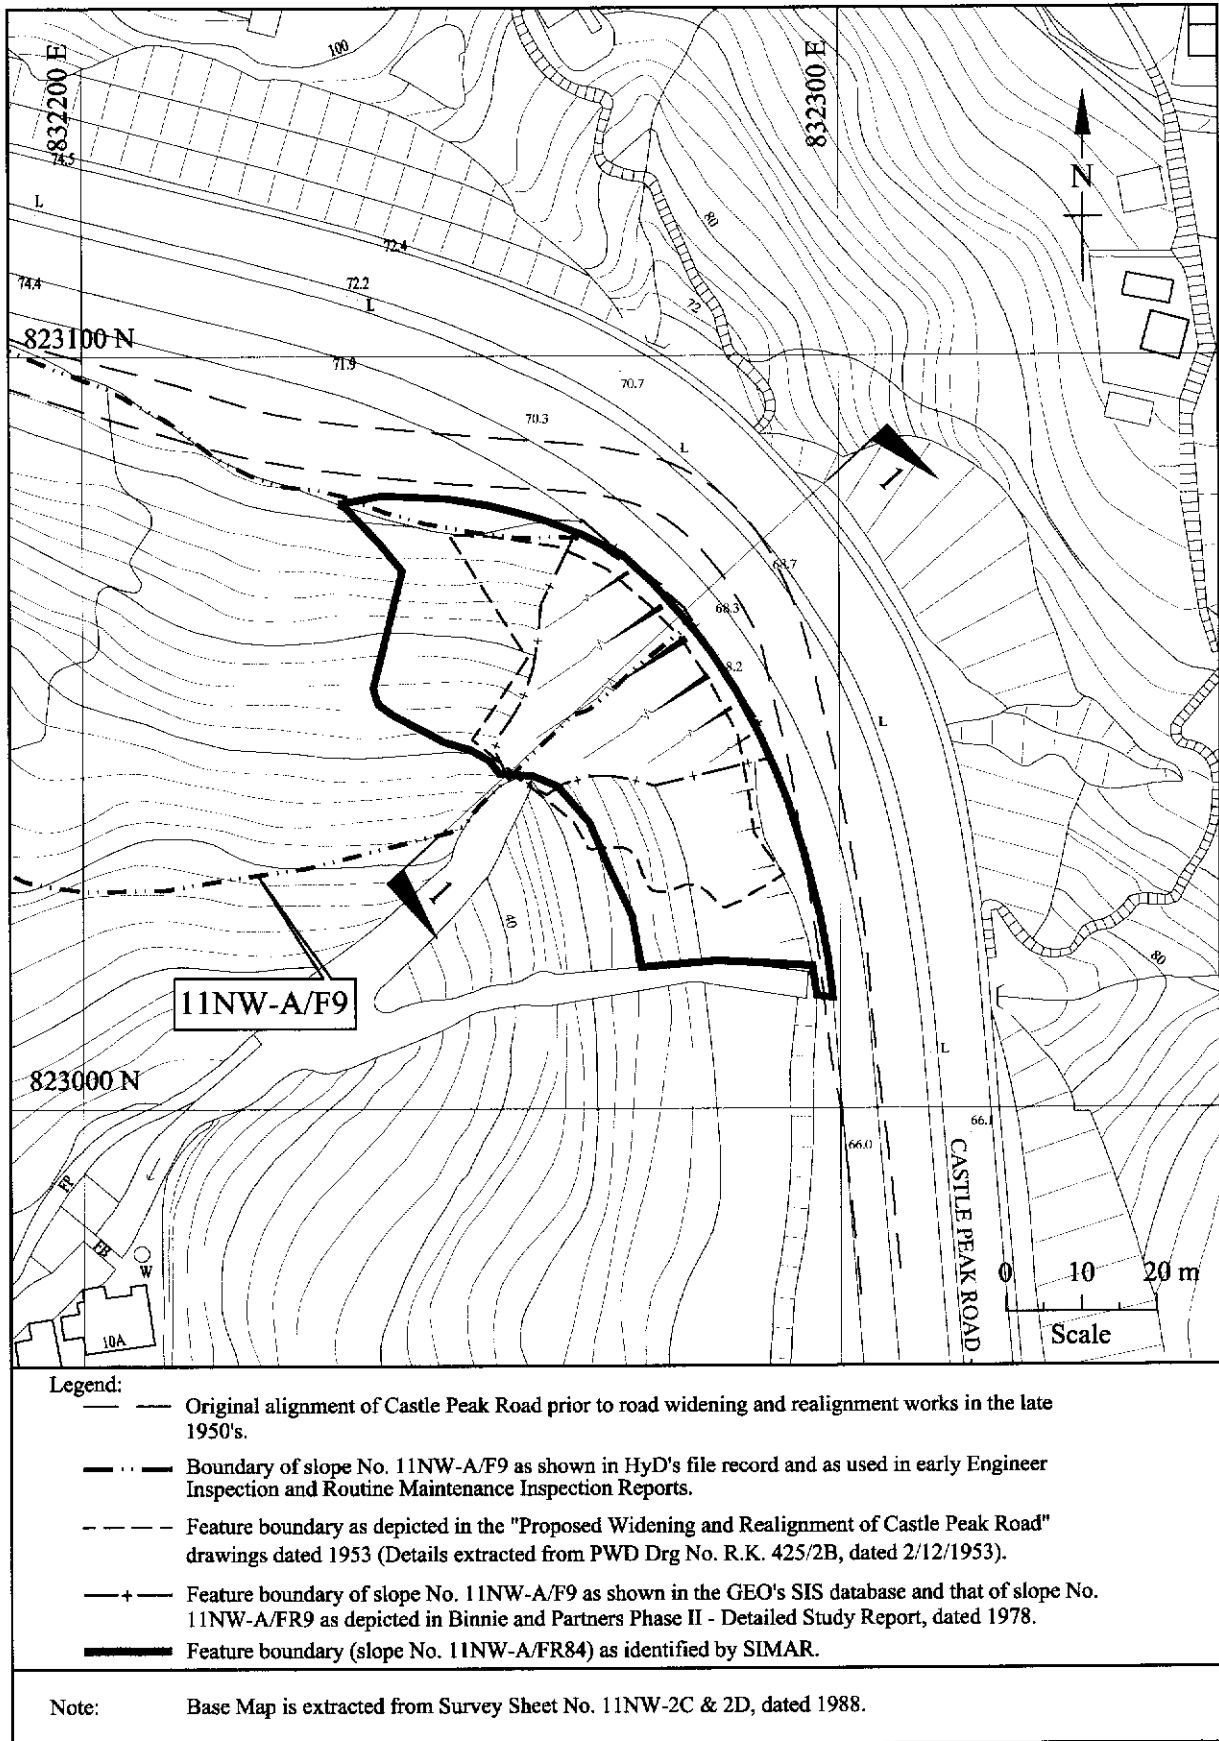 100
832200 E
832300 E
74.5
L
N
80
72.4
72.2
L
74.4
72
823100 N
71.9
70.7
70.3
L
1
68.7
68.3
8.2
L
1
40
80
11NW-A/F9
L
823000 N
66.1
66.0
CASTLE PEAK ROAD
FP
FB
W
10A
0 10 20 m
Scale
Legend:
Original alignment of Castle Peak Road prior to road widening and realignment works in the late
1950's.
Boundary of slope No. 11NW-A/F9 as shown in HyD's file record and as used in early Engineer
Inspection and Routine Maintenance Inspection Reports.
Feature boundary as depicted in the "Proposed Widening and Realignment of Castle Peak Road"
drawings dated 1953 (Details extracted from PWD Drg No. R.K. 425/2B, dated 2/12/1953).
Feature boundary of slope No. 11NW-A/F9 as shown in the GEO's SIS database and that of slope No.
11NW-A/FR9 as depicted in Binnie and Partners Phase II - Detailed Study Report, dated 1978.
Feature boundary (slope No. 11NW-A/FR84) as identified by SIMAR.
Note: Base Map is extracted from Survey Sheet No. 11NW-2C & 2D, dated 1988.